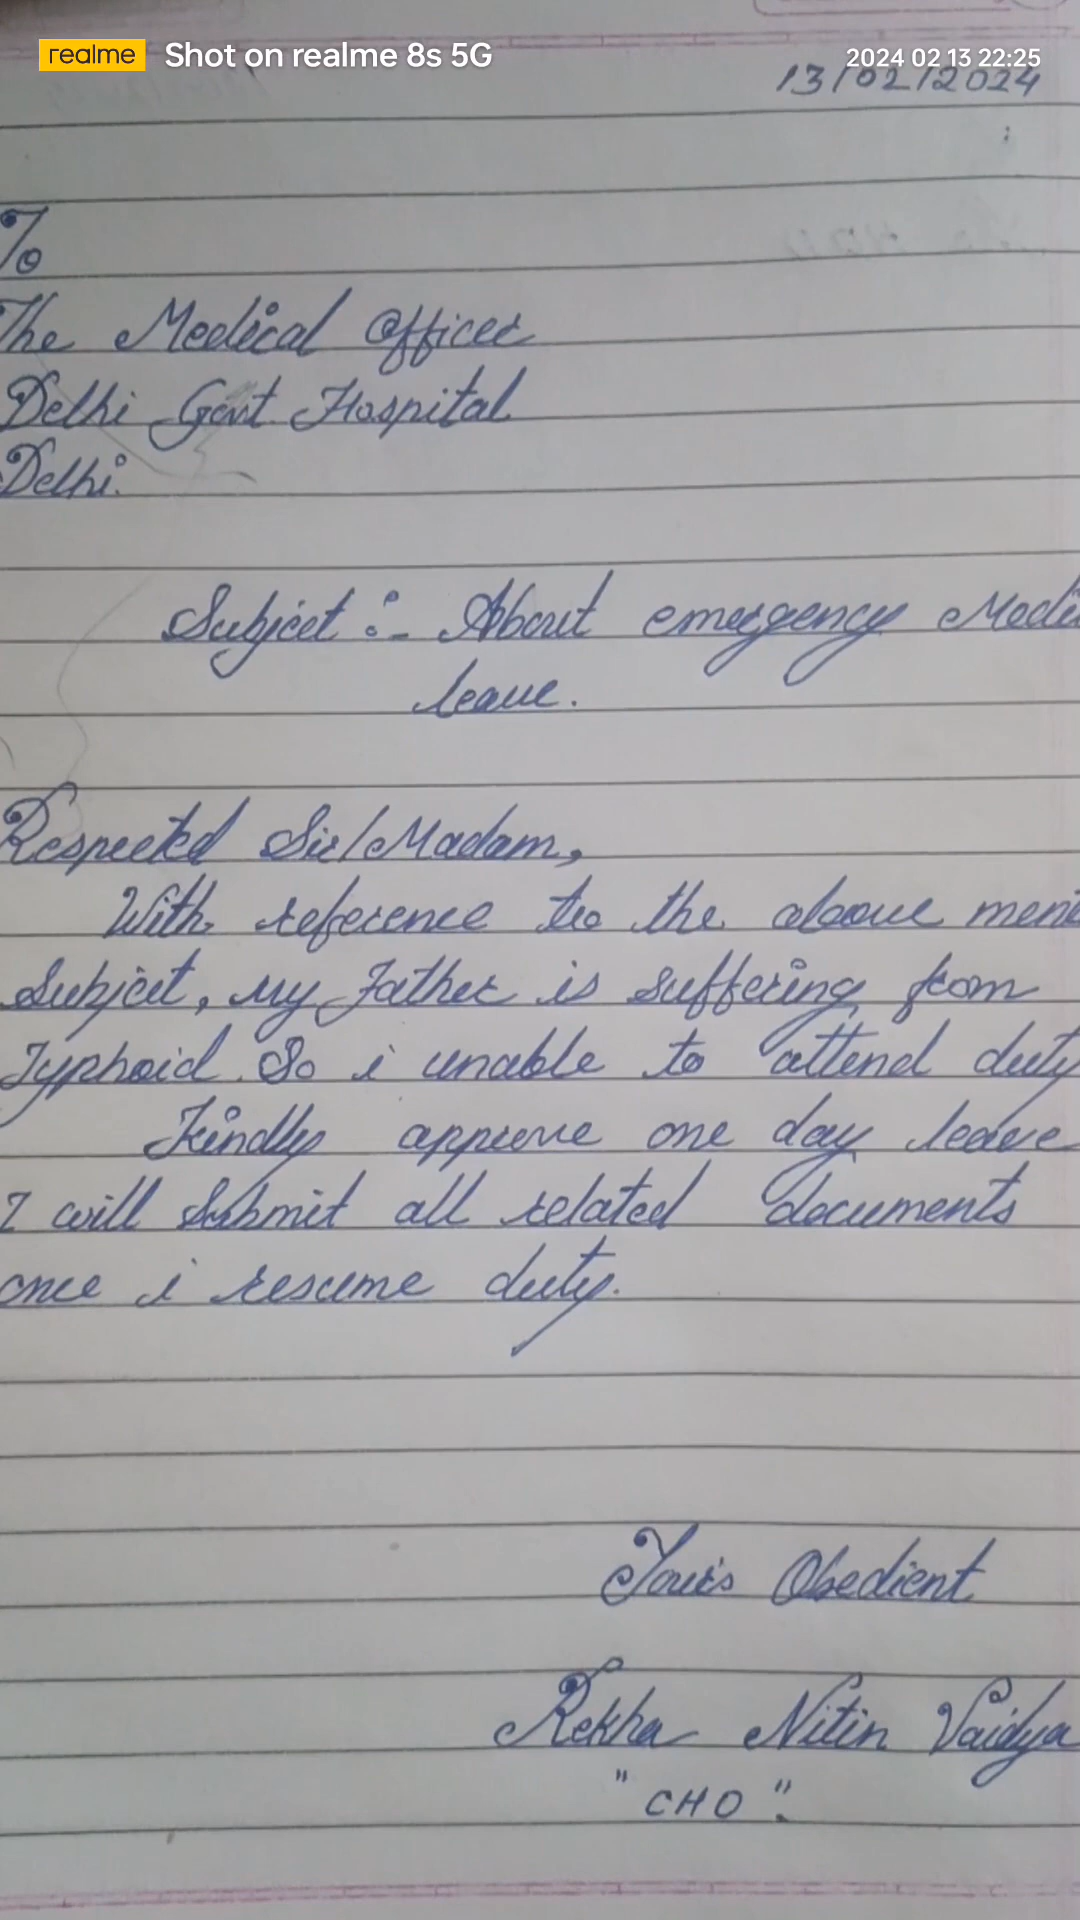 realme Shot on realme 8s 5G 2024 02 13 22:25
13/02/2024
To
The Medical Officer
Delhi Govt Hospital
Delhi.
Subject :- About emergency Medi
leave.
Respected Sir/Madam,
With reference to the above ment
Subject, my Father is suffering from
Typhoid. So i unable to attend duty
Kindly approve one day leave
I will submit all related documents
once i resume duty.
Your's Obedient
Rekha Nitin Vaidya
"CHO".